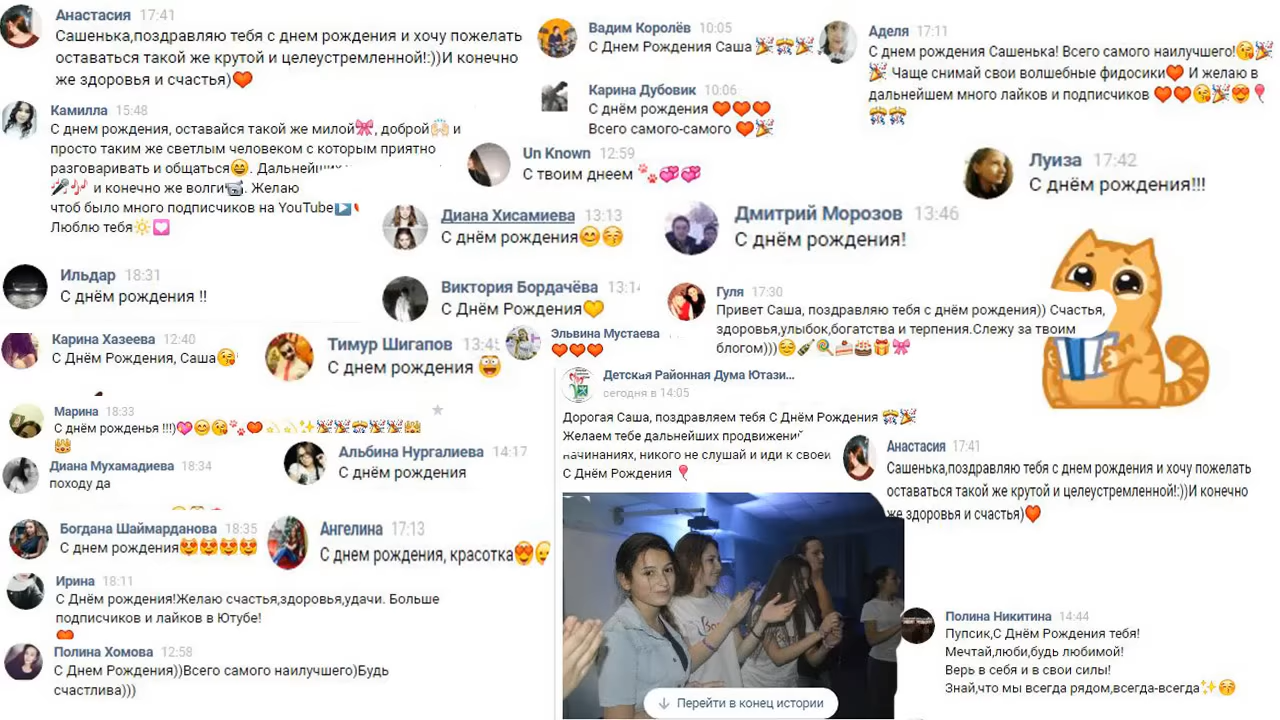 Анастасия 17:41
Сашенька,поздравляю тебя с днем рождения и хочу пожелать
оставаться такой же крутой и целеустремленной!:))И конечно
же здоровья и счастья)❤️
Камилла 15:48
С днем рождения, оставайся такой же милой🎀, доброй🙌🏻 и
просто таким же светлым человеком с которым приятно
разговаривать и общаться😄. Дальнейших
🎤🎶 и конечно же волги📹. Желаю
чтоб было много подписчиков на YouTube▶️
Люблю тебя☀️💟
Ильдар 18:31
С днём рождения !!
Карина Хазеева 12:40
С Днём Рождения, Саша😘
Марина 18:33
С днём рожденья !!!)💜😊😘🐾❤️💫💫✨🎉🎉🎊🎉🎉👑
👑
Диана Мухамадиева 18:34
походу да
Богдана Шаймарданова 18:35
С днем рождения😍😍😍😍
Ирина 18:11
С Днём рождения!Желаю счастья,здоровья,удачи. Больше
подписчиков и лайков в Ютубе!
❤️
Полина Хомова 12:58
С Днем Рождения))Всего самого наилучшего)Будь
счастлива)))
Вадим Королёв 10:05
С Днем Рождения Саша 🎉🎊🎉
Карина Дубовик 10:06
С днём рождения ❤️❤️❤️
Всего самого-самого ❤️🎉
Un Known 12:59
С твоим днеем 🐾💞💞
Диана Хисамиева 13:13
С днём рождения😊😚
Виктория Бордачёва 13:14
С Днём Рождения💛
Тимур Шигапов 13:45
С днем рождения 🤪
Эльвина Мустаева
❤️❤️❤️
Альбина Нургалиева 14:17
С днём рождения
Ангелина 17:13
С днем рождения, красотка😍
Аделя 17:11
С днем рождения Сашенька! Всего самого наилучшего!😘🎉
🎉 Чаще снимай свои волшебные фидосики❤️ И желаю в
дальнейшем много лайков и подписчиков ❤️❤️😘🎉😍🎈
🎊🎊
Луиза 17:42
С днём рождения!!!
Дмитрий Морозов 13:46
С днём рождения!
Гуля 17:30
Привет Саша, поздравляю тебя с днём рождения)) Счастья,
здоровья,улыбок,богатства и терпения.Слежу за твоим
блогом)))😌🍾🍭🍰🎂🎁🎀
Детская Районная Дума Ютази...
сегодня в 14:05
Дорогая Саша, поздравляем тебя С Днём Рождения 🎊🎉
Желаем тебе дальнейших продвижений
начинаниях, никого не слушай и иди к своей
С Днём Рождения 🎈
Перейти в конец истории
Анастасия 17:41
Сашенька,поздравляю тебя с днем рождения и хочу пожелать
оставаться такой же крутой и целеустремленной!:))И конечно
же здоровья и счастья)❤️
Полина Никитина 14:44
Пупсик,С Днём Рождения тебя!
Мечтай,люби,будь любимой!
Верь в себя и в свои силы!
Знай,что мы всегда рядом,всегда-всегда✨😚